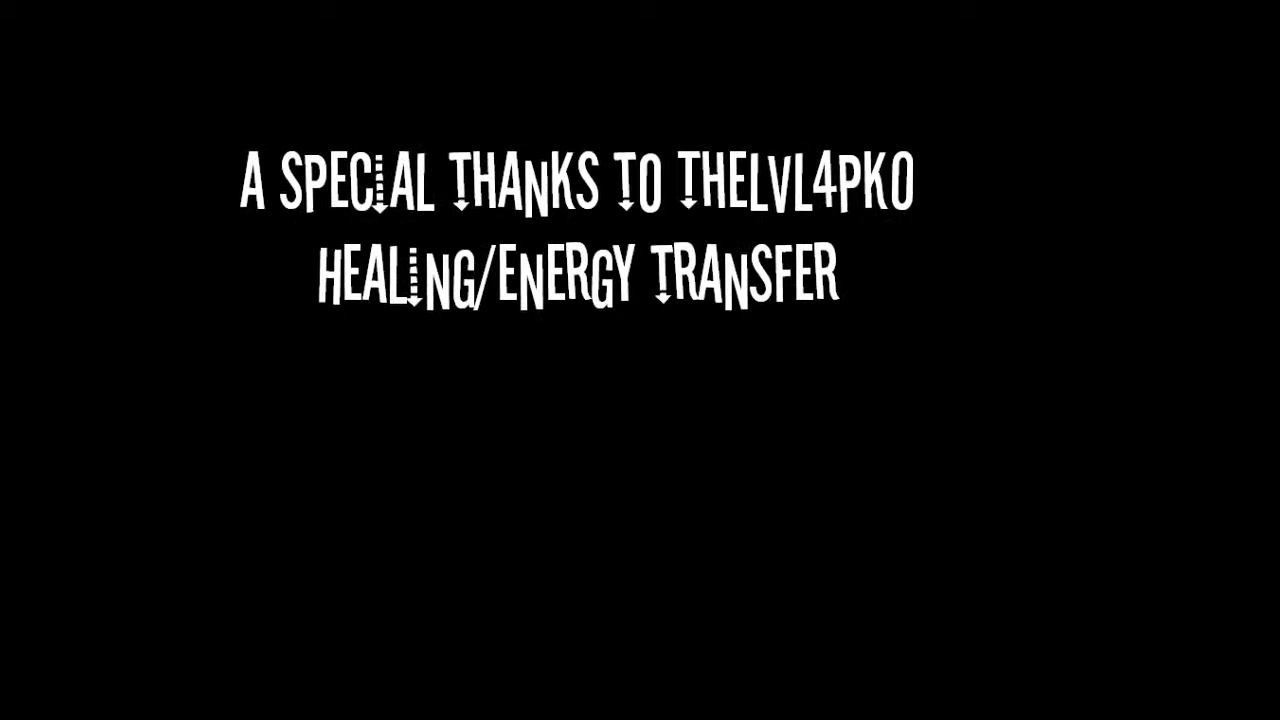 A SPECIAL THANKS TO THELVL4PKO
HEALING/ENERGY TRANSFER